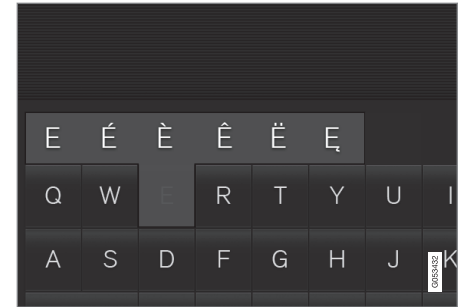 E É È Ê Ë Ę
Q W E R T Y U I
A S D F G H J K
G053432